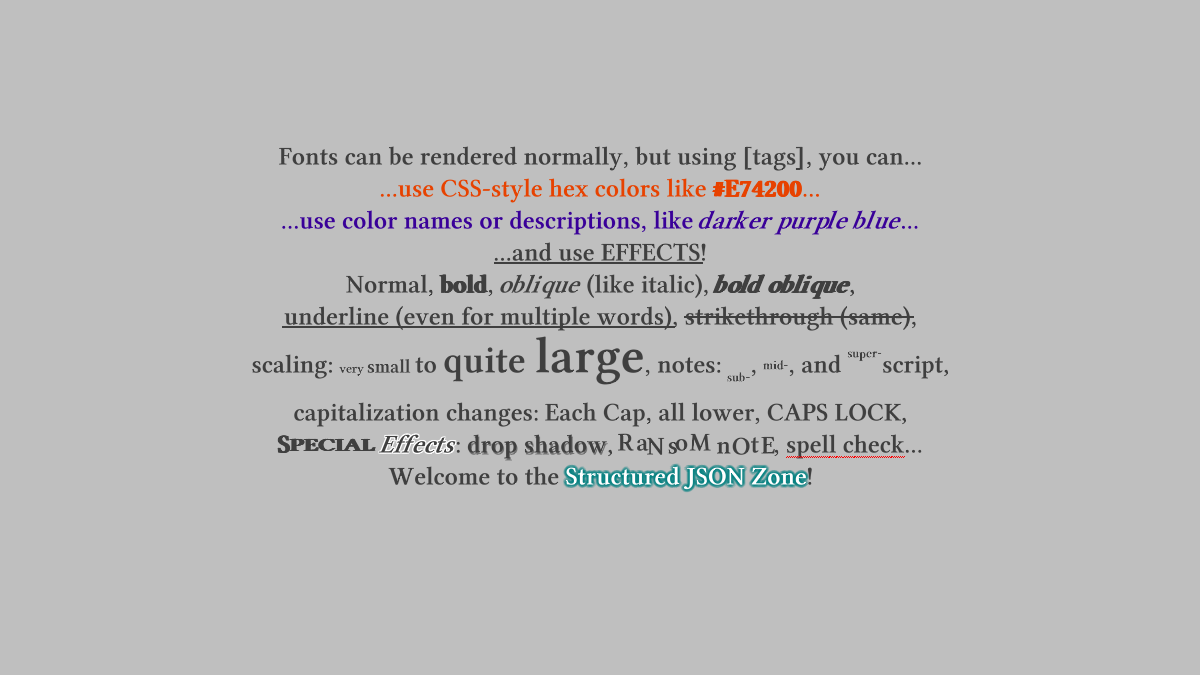 Fonts can be rendered normally, but using [tags], you can...
...use CSS-style hex colors like #E74200...
...use color names or descriptions, like darker purple blue...
...and use EFFECTS!
Normal, bold, oblique (like italic), bold oblique,
underline (even for multiple words), strikethrough (same),
scaling: very small to quite large, notes: sub-, mid-, and super-script,
capitalization changes: Each Cap, all lower, CAPS LOCK,
SPECIAL Effects: drop shadow, RaNsoM nOtE, spell check...
Welcome to the Structured JSON Zone!